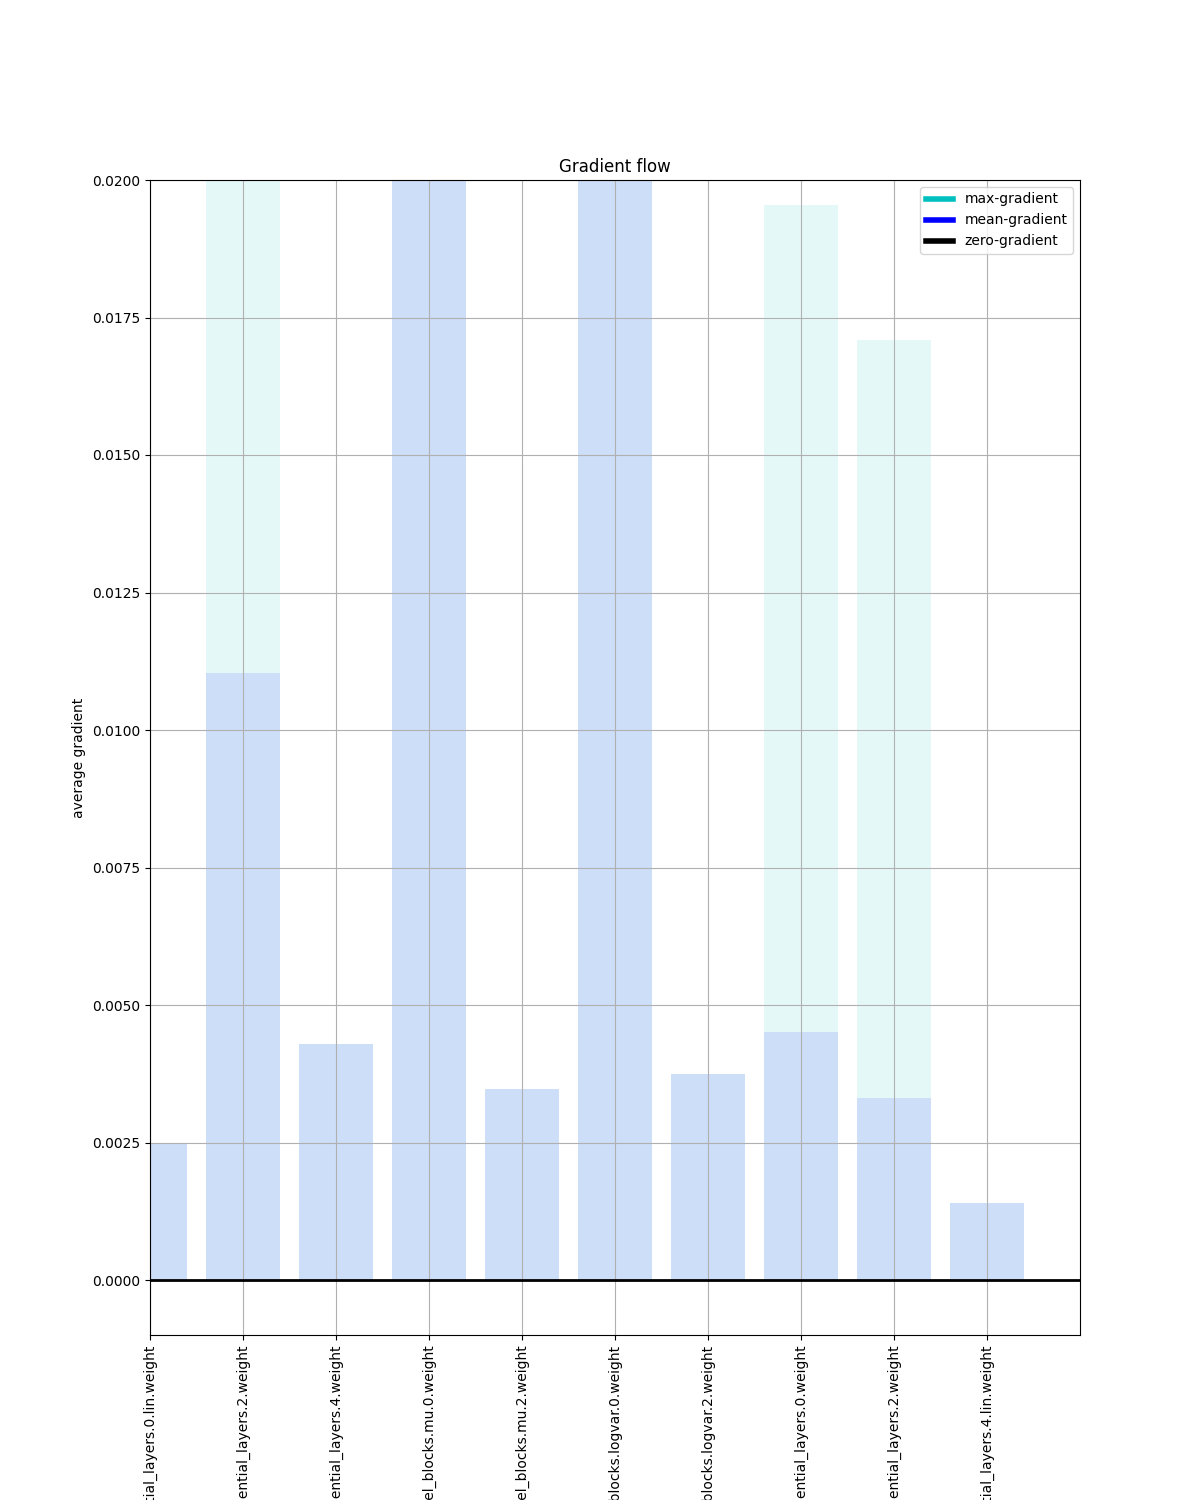 Gradient flow
max-gradient
mean-gradient
zero-gradient
0.0200
0.0175
0.0150
0.0125
0.0100
0.0075
0.0050
0.0025
0.0000
average gradient
tial_layers.0.lin.weight
ential_layers.2.weight
ential_layers.4.weight
el_blocks.mu.0.weight
el_blocks.mu.2.weight
blocks.logvar.0.weight
blocks.logvar.2.weight
ential_layers.0.weight
ential_layers.2.weight
tial_layers.4.lin.weight